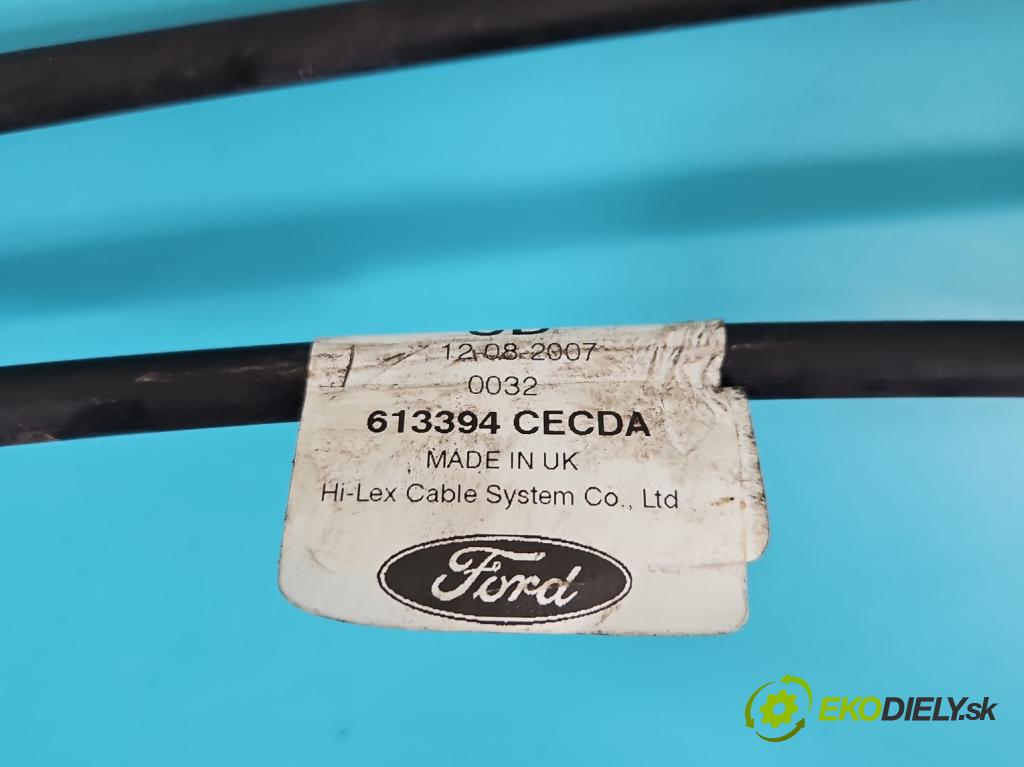 12-08-2007
0032
613394 CECDA
MADE IN UK
Hi-Lex Cable System Co., Ltd
Ford
EKODIELY.sk